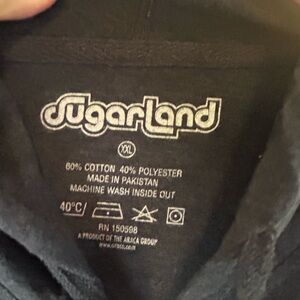 Sugarland
XXL
60% COTTON 40% POLYESTER
MADE IN PAKISTAN
MACHINE WASH INSIDE OUT
40°C/
RN 150598
A PRODUCT OF THE ARACA GROUP